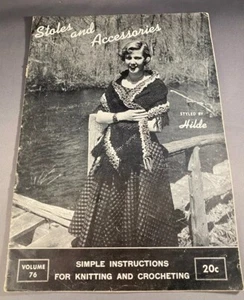 Stoles and
Accessories
STYLED BY
Hilde
VOLUME
76
SIMPLE INSTRUCTIONS
FOR KNITTING AND CROCHETING
20c